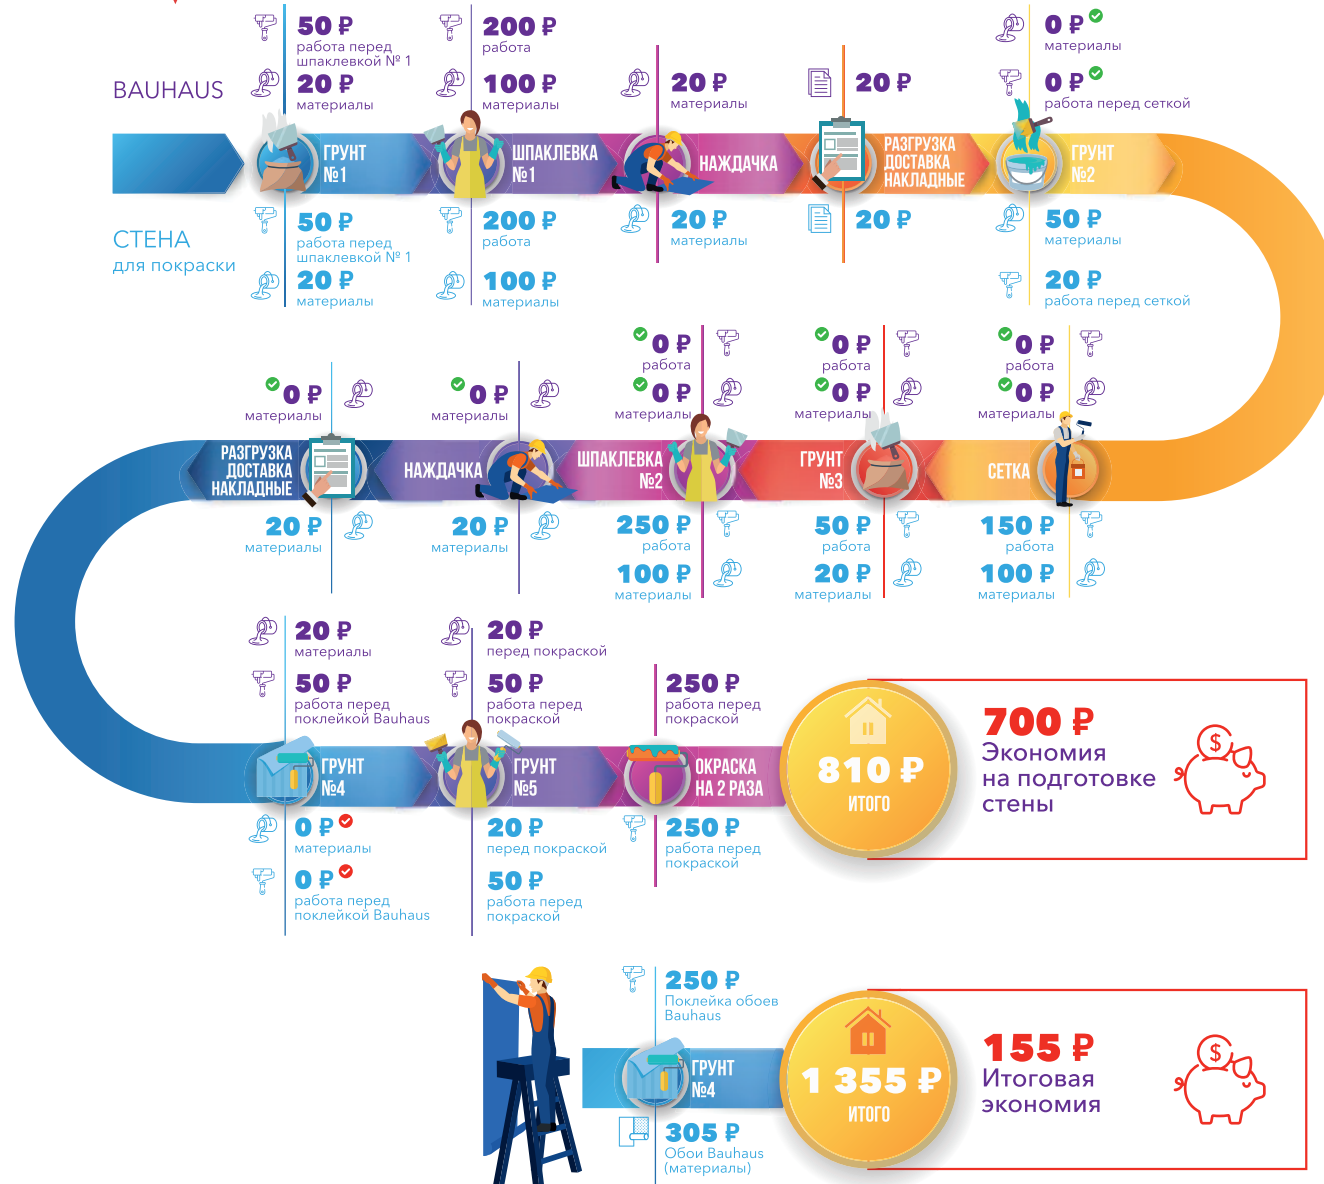 50 ₽
работа перед
шпаклевкой № 1
20 ₽
материалы
200 ₽
работа
100 ₽
материалы
20 ₽
материалы
20 ₽
0 ₽
материалы
0 ₽
работа перед сеткой
BAUHAUS
ГРУНТ
№1
ШПАКЛЕВКА
№1
НАЖДАЧКА
РАЗГРУЗКА
ДОСТАВКА
НАКЛАДНЫЕ
ГРУНТ
№2
СТЕНА
для покраски
50 ₽
работа перед
шпаклевкой № 1
20 ₽
материалы
200 ₽
работа
100 ₽
материалы
20 ₽
материалы
20 ₽
50 ₽
материалы
20 ₽
работа перед сеткой
0 ₽
материалы
0 ₽
материалы
0 ₽
работа
0 ₽
материалы
0 ₽
работа
0 ₽
материалы
0 ₽
работа
0 ₽
материалы
РАЗГРУЗКА
ДОСТАВКА
НАКЛАДНЫЕ
НАЖДАЧКА
ШПАКЛЕВКА
№2
ГРУНТ
№3
СЕТКА
20 ₽
материалы
20 ₽
материалы
250 ₽
работа
100 ₽
материалы
50 ₽
работа
20 ₽
материалы
150 ₽
работа
100 ₽
материалы
20 ₽
материалы
50 ₽
работа перед
поклейкой Bauhaus
20 ₽
перед покраской
50 ₽
работа перед
покраской
250 ₽
работа перед
покраской
ГРУНТ
№4
ГРУНТ
№5
ОКРАСКА
НА 2 РАЗА
810 ₽
ИТОГО
700 ₽
Экономия
на подготовке
стены
$
0 ₽
материалы
0 ₽
работа перед
поклейкой Bauhaus
20 ₽
перед покраской
50 ₽
работа перед
покраской
250 ₽
работа перед
покраской
250 ₽
Поклейка обоев
Bauhaus
ГРУНТ
№4
305 ₽
Обои Bauhaus
(материалы)
1 355 ₽
ИТОГО
155 ₽
Итоговая
экономия
$